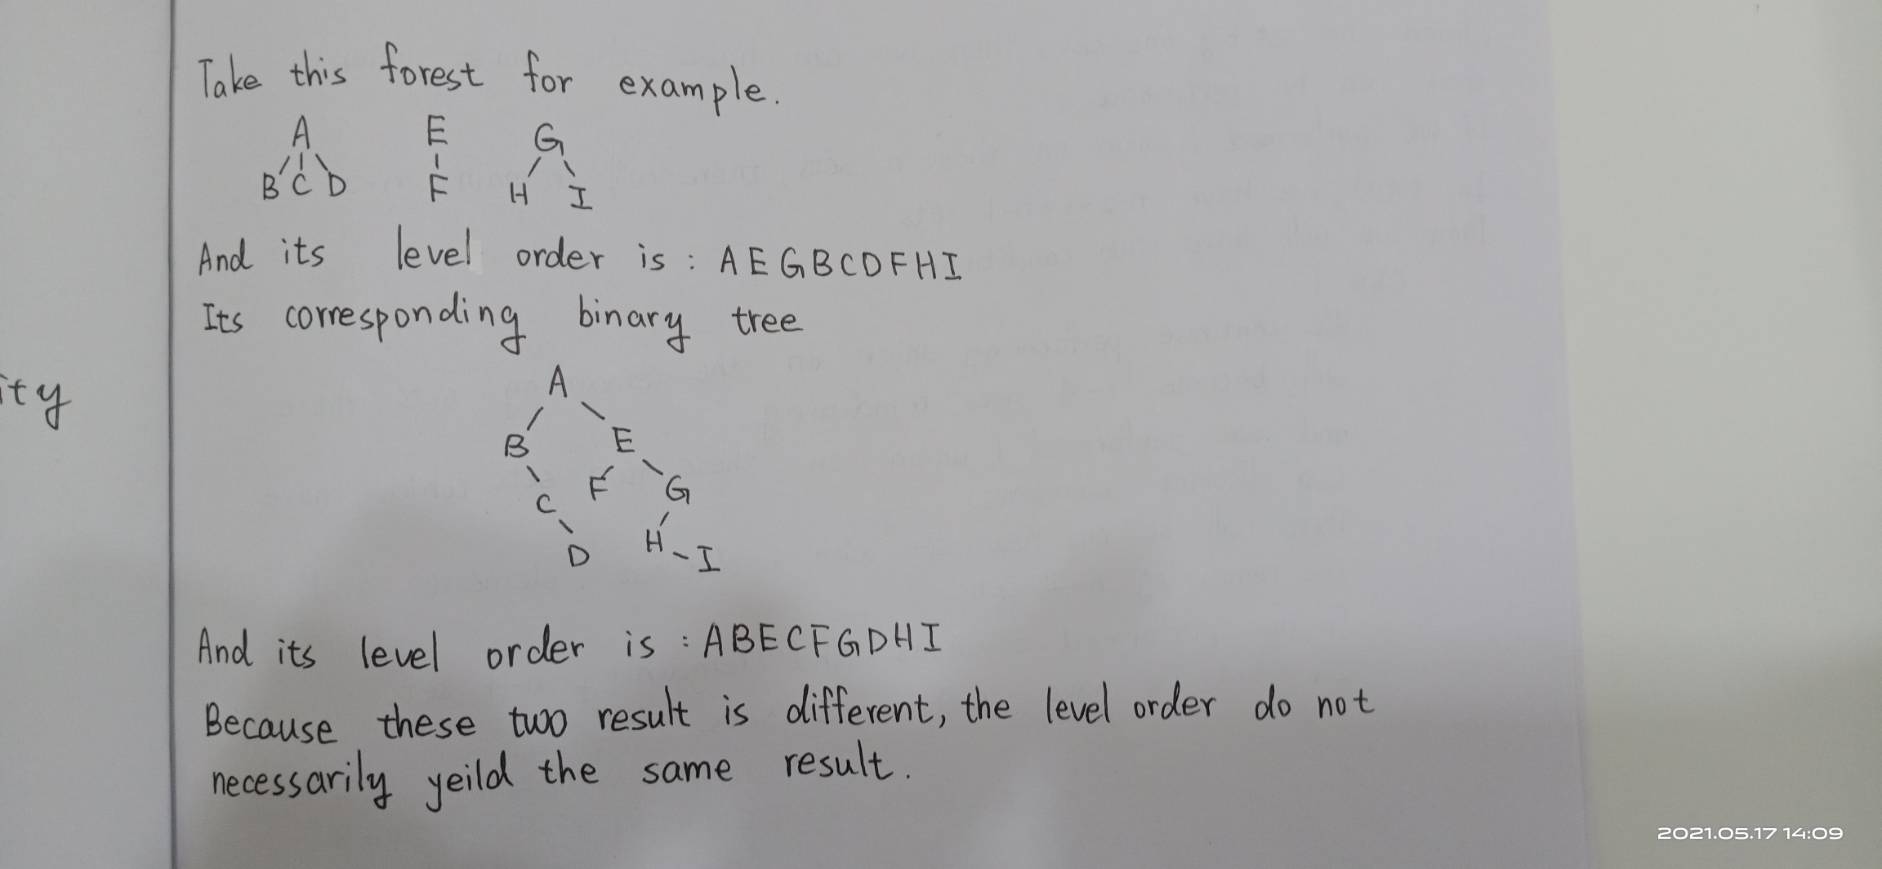 Take this forest for example.
A E G
B C D F H I
And its level order is : AEGBCDFHI
Its corresponding binary tree
ity
A
B E
C F G
D H I
And its level order is : ABECFGDHI
Because these two result is different, the level order do not
necessarily yeild the same result.
2021.05.17 14:09